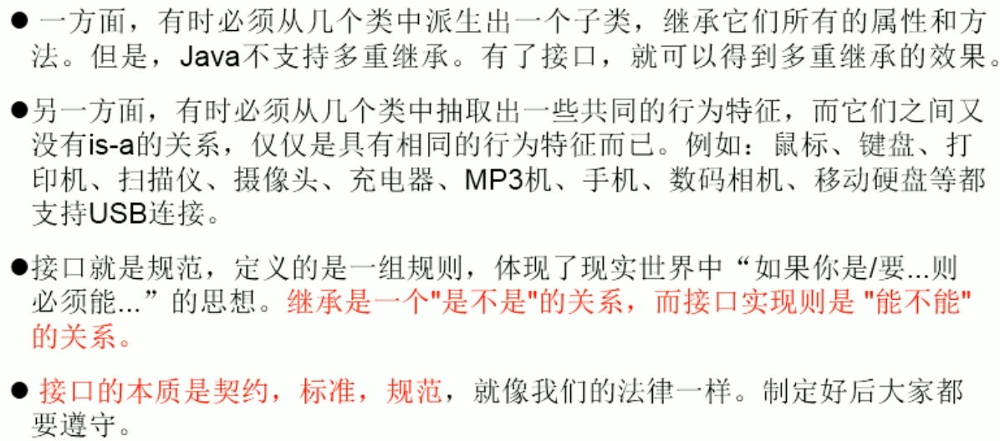 ● 一方面，有时必须从几个类中派生出一个子类，继承它们所有的属性和方
法。但是，Java不支持多重继承。有了接口，就可以得到多重继承的效果。
●另一方面，有时必须从几个类中抽取出一些共同的行为特征，而它们之间又
没有is-a的关系，仅仅是具有相同的行为特征而已。例如：鼠标、键盘、打
印机、扫描仪、摄像头、充电器、MP3机、手机、数码相机、移动硬盘等都
支持USB连接。
●接口就是规范，定义的是一组规则，体现了现实世界中“如果你是/要...则
必须能...”的思想。继承是一个"是不是"的关系，而接口实现则是 "能不能"
的关系。
● 接口的本质是契约，标准，规范，就像我们的法律一样。制定好后大家都
要遵守。